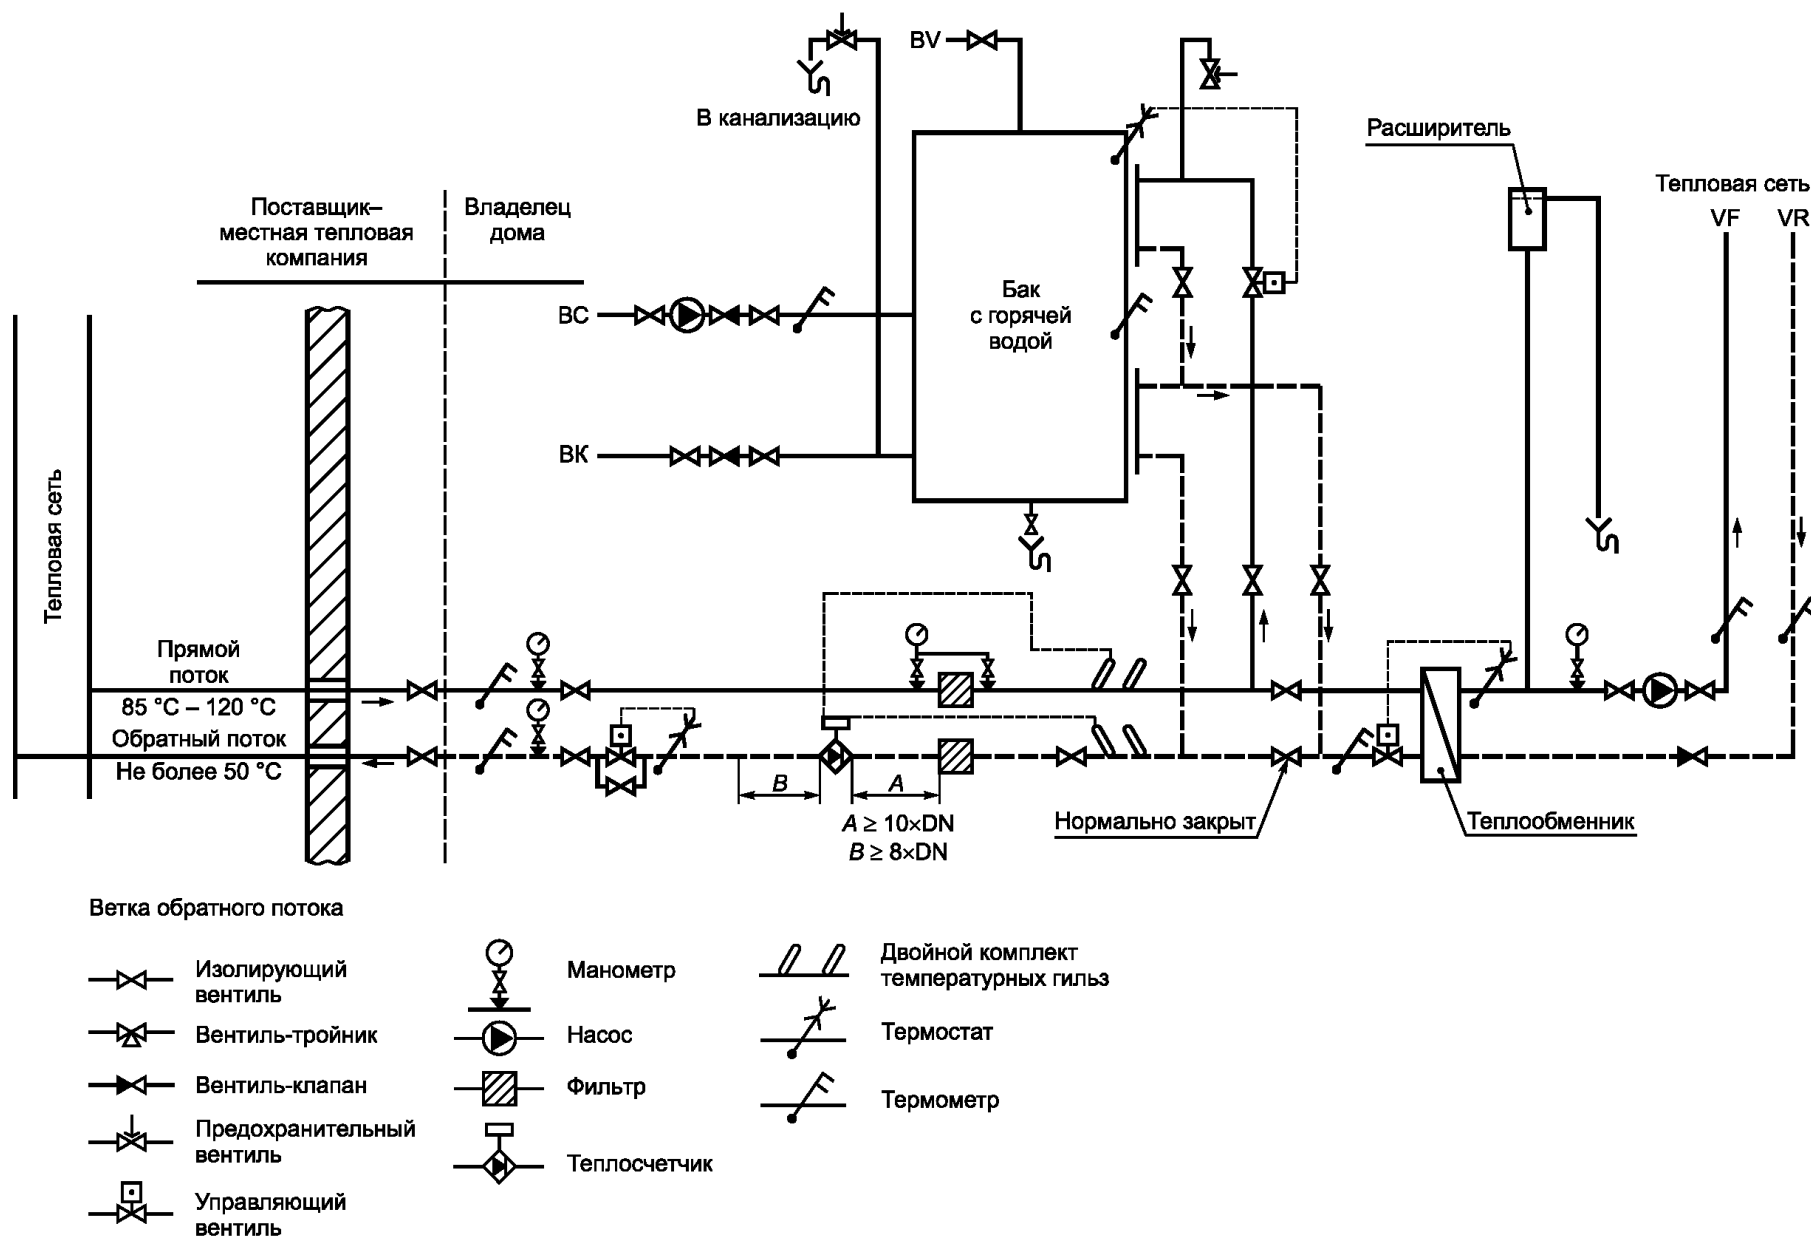 BV
В канализацию
Расширитель
Тепловая сеть
VF
VR
Поставщик–
местная тепловая
компания
Владелец
дома
Бак
с горячей
водой
ВС
ВК
Тепловая сеть
Прямой
поток
85 °С – 120 °С
Обратный поток
Не более 50 °С
B
A
A ≥ 10×DN
B ≥ 8×DN
Нормально закрыт
Теплообменник
Ветка обратного потока
Изолирующий
вентиль
Вентиль-тройник
Вентиль-клапан
Предохранительный
вентиль
Управляющий
вентиль
Манометр
Насос
Фильтр
Теплосчетчик
Двойной комплект
температурных гильз
Термостат
Термометр